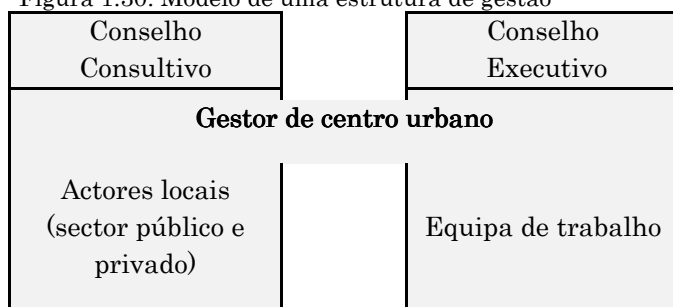 Figura 1.30: Modelo de uma estrutura de gestão
Conselho
Consultivo
Conselho
Executivo
Gestor de centro urbano
Actores locais
(sector público e
privado)
Equipa de trabalho